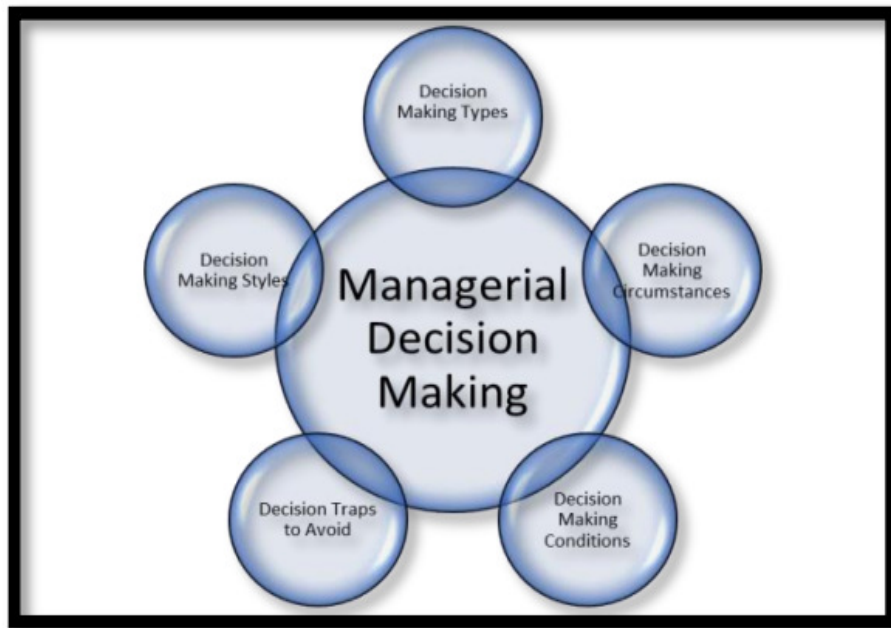 Decision
Making Types
Decision
Making Styles
Decision
Making
Circumstances
Managerial
Decision
Making
Decision Traps
to Avoid
Decision
Making
Conditions